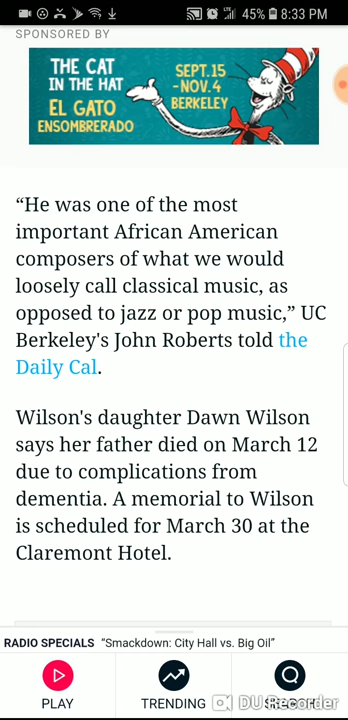 45% 8:33 PM
SPONSORED BY
THE CAT
IN THE HAT
EL GATO
ENSOMBRERADO
SEPT.15
-NOV.4
BERKELEY
“He was one of the most
important African American
composers of what we would
loosely call classical music, as
opposed to jazz or pop music,” UC
Berkeley's John Roberts told the
Daily Cal.
Wilson's daughter Dawn Wilson
says her father died on March 12
due to complications from
dementia. A memorial to Wilson
is scheduled for March 30 at the
Claremont Hotel.
RADIO SPECIALS “Smackdown: City Hall vs. Big Oil”
PLAY
TRENDING
DU Recorder